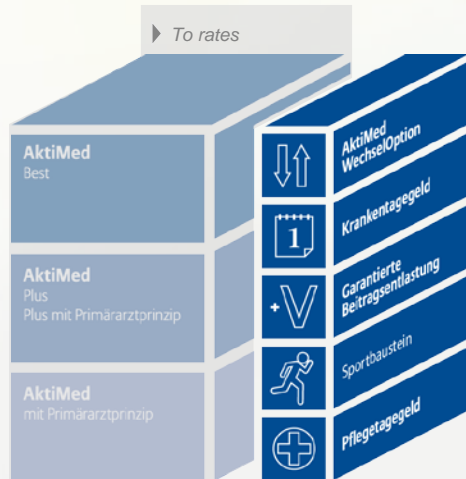 To rates
AktiMed
Best
AktiMed
Plus
Plus mit Primärarztprinzip
AktiMed
mit Primärarztprinzip
AktiMed
WechselOption
1
Krankentagegeld
+V
Garantierte
Beitragsentlastung
Sportbaustein
Pflegetagegeld